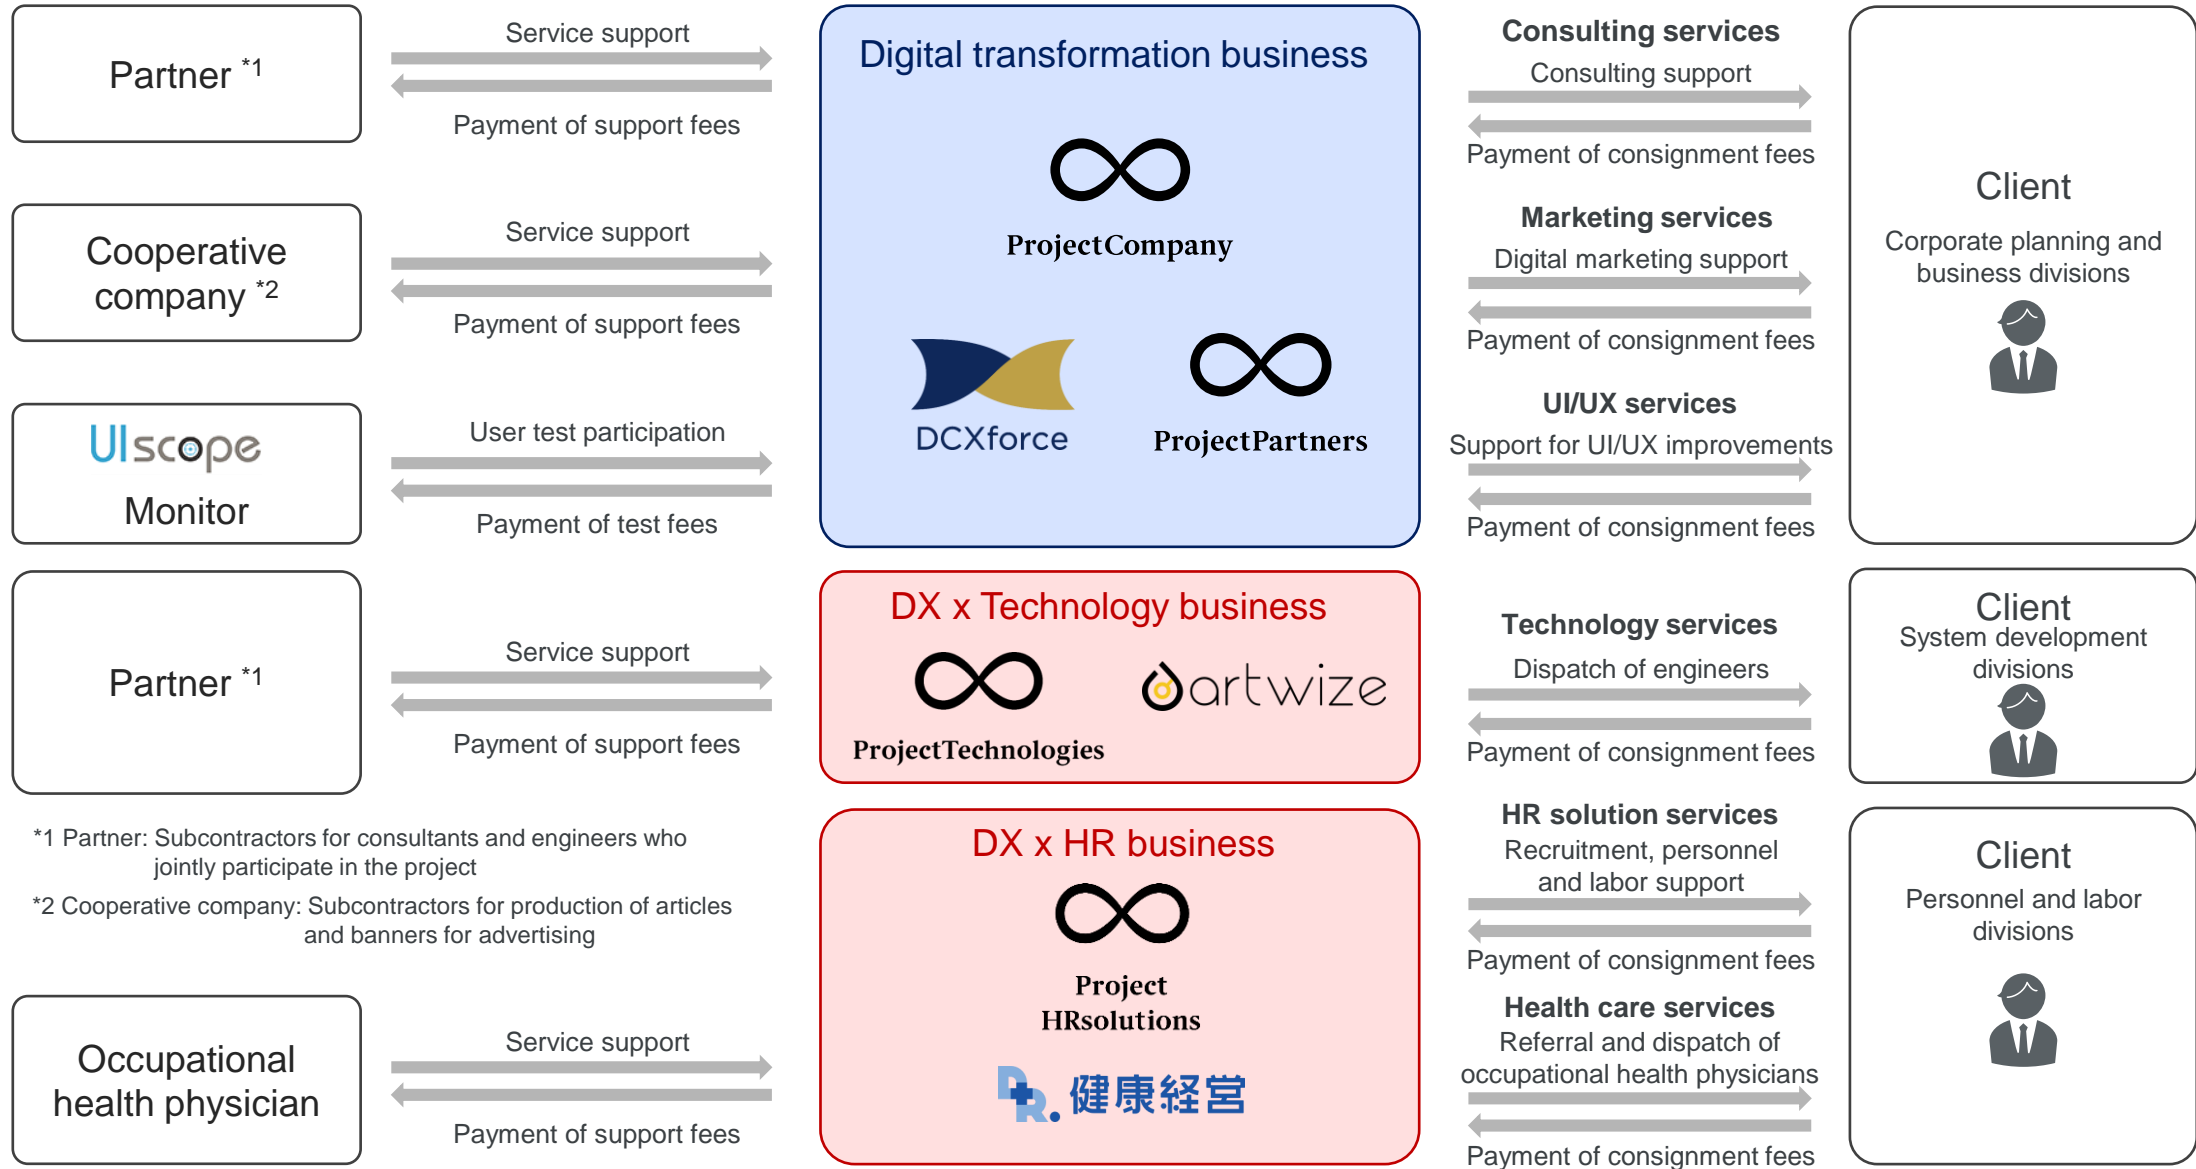 Partner *1
Service support
Payment of support fees
Cooperative
company *2
Service support
Payment of support fees
UIscope
Monitor
User test participation
Payment of test fees
Partner *1
Service support
Payment of support fees
*1 Partner: Subcontractors for consultants and engineers who
jointly participate in the project
*2 Cooperative company: Subcontractors for production of articles
and banners for advertising
Occupational
health physician
Service support
Payment of support fees
Digital transformation business
ProjectCompany
DCXforce
ProjectPartners
DX x Technology business
ProjectTechnologies
artwize
DX x HR business
Project
HRsolutions
DR.健康経営
Consulting services
Consulting support
Payment of consignment fees
Marketing services
Digital marketing support
Payment of consignment fees
UI/UX services
Support for UI/UX improvements
Payment of consignment fees
Technology services
Dispatch of engineers
Payment of consignment fees
HR solution services
Recruitment, personnel
and labor support
Payment of consignment fees
Health care services
Referral and dispatch of
occupational health physicians
Payment of consignment fees
Client
Corporate planning and
business divisions
Client
System development
divisions
Client
Personnel and labor
divisions